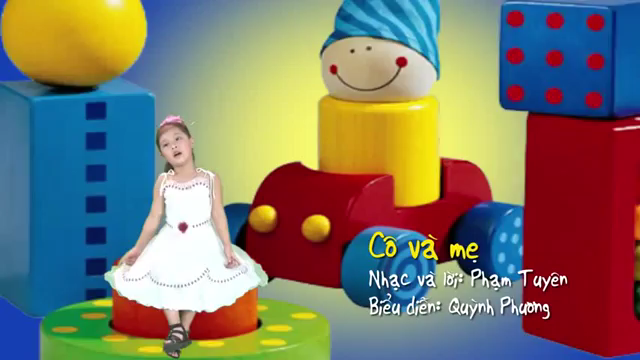 Cô và mẹ
Nhạc và lời: Phạm Tuyên
Biểu diễn: Quỳnh Phương